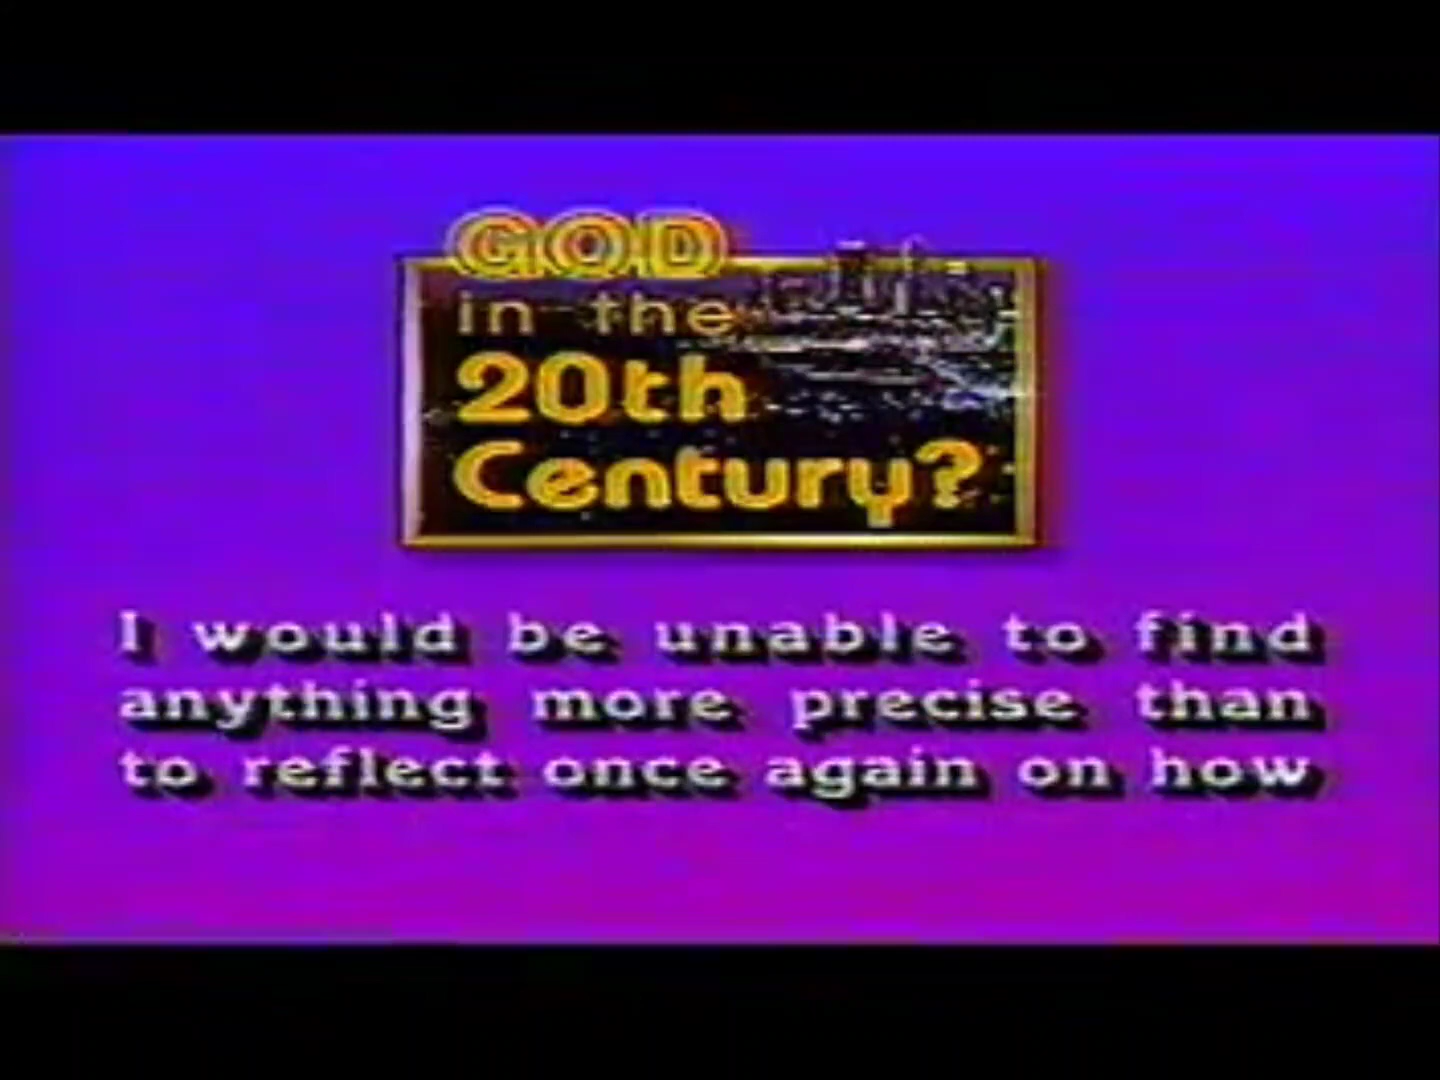 GOD
in the
20th
Century?
I would be unable to find
anything more precise than
to reflect once again on how